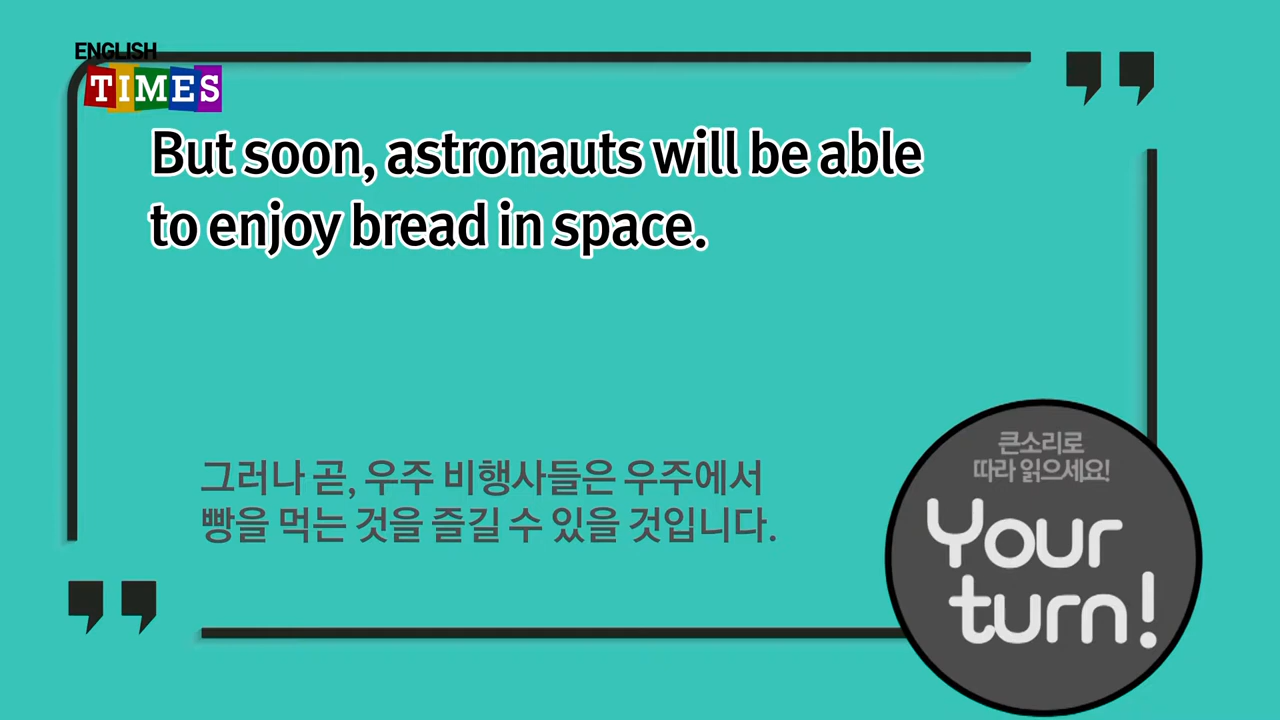 ENGLISH
TIMES
But soon, astronauts will be able
to enjoy bread in space.
그러나 곧, 우주 비행사들은 우주에서
빵을 먹는 것을 즐길 수 있을 것입니다.
큰소리로
따라 읽으세요!
Your
turn!